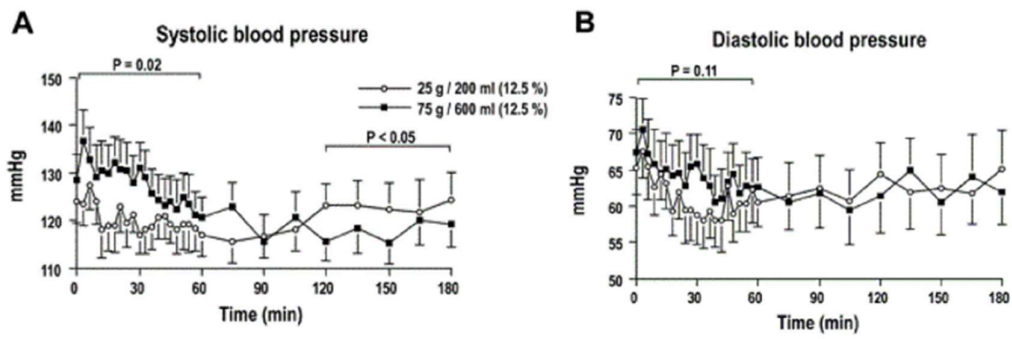 A
Systolic blood pressure
P = 0.02
25 g / 200 ml (12.5 %)
75 g / 600 ml (12.5 %)
P < 0.05
mmHg
150
140
130
120
110
0 30 60 90 120 150 180
Time (min)
B
Diastolic blood pressure
P = 0.11
mmHg
75
70
65
60
55
50
0 30 60 90 120 150 180
Time (min)